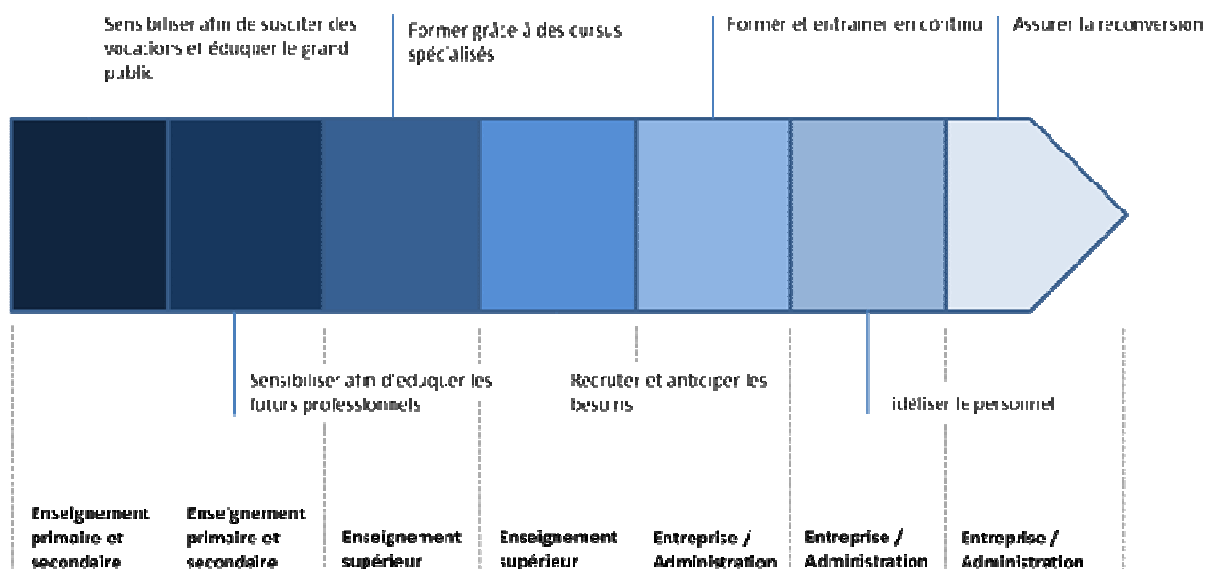 Sensibiliser afin de susciter des
vocations et éduquer le grand
public
Former grâce à des cursus
spécialisés
Former et entrainer en continu
Assurer la reconversion
Sensibiliser afin d'éduquer les
futurs professionnels
Recruter et anticiper les
besoins
idéliser le personnel
Enseignement
primaire et
secondaire
Enseignement
primaire et
secondaire
Enseignement
supérieur
Enseignement
supérieur
Entreprise /
Administration
Entreprise /
Administration
Entreprise /
Administration